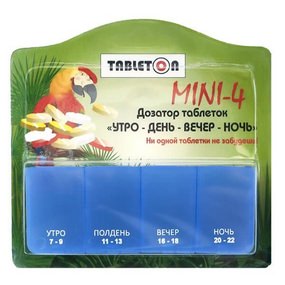 TABLETON
MINI-4
Дозатор таблеток
«УТРО - ДЕНЬ - ВЕЧЕР - НОЧЬ»
Ни одной таблетки не забудешь!
УТРО ПОЛДЕНЬ ВЕЧЕР НОЧЬ
7 - 9 11 - 13 16 - 18 20 - 22